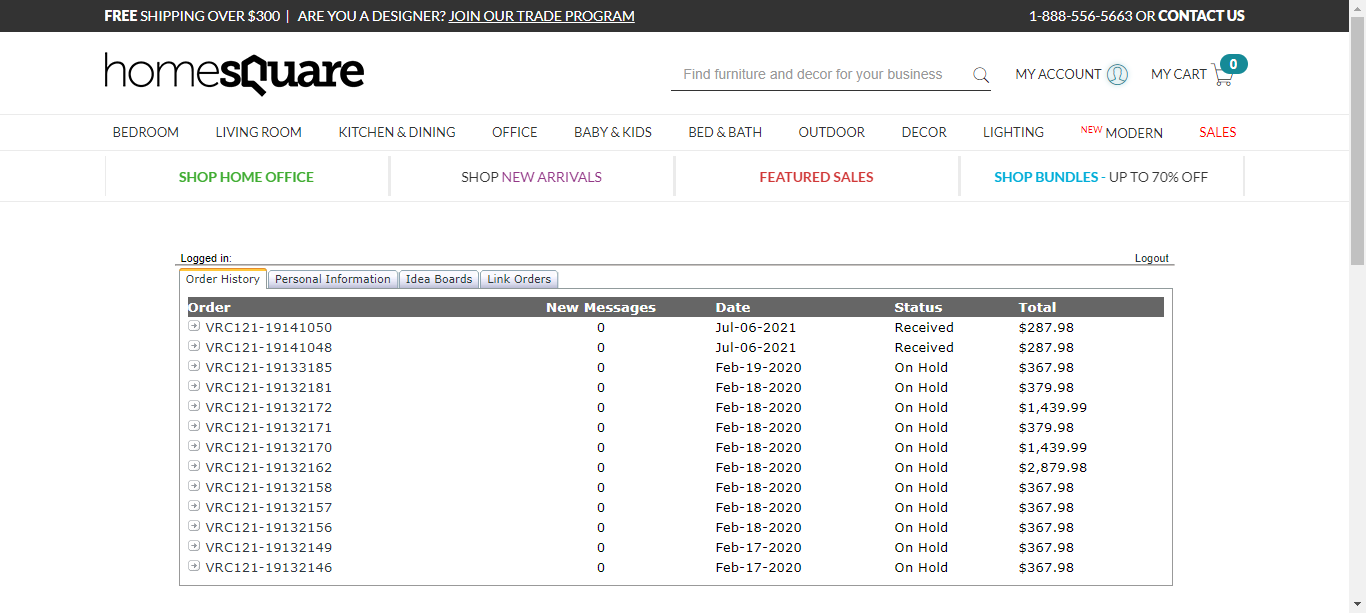 FREE SHIPPING OVER $300 | ARE YOU A DESIGNER? JOIN OUR TRADE PROGRAM 1-888-556-5663 OR CONTACT US
homesquare Find furniture and decor for your business MY ACCOUNT MY CART 0
BEDROOM LIVING ROOM KITCHEN & DINING OFFICE BABY & KIDS BED & BATH OUTDOOR DECOR LIGHTING NEW MODERN SALES
SHOP HOME OFFICE SHOP NEW ARRIVALS FEATURED SALES SHOP BUNDLES - UP TO 70% OFF
Logged in: Logout
Order History Personal Information Idea Boards Link Orders
Order New Messages Date Status Total
VRC121-19141050 0 Jul-06-2021 Received $287.98
VRC121-19141048 0 Jul-06-2021 Received $287.98
VRC121-19133185 0 Feb-19-2020 On Hold $367.98
VRC121-19132181 0 Feb-18-2020 On Hold $379.98
VRC121-19132172 0 Feb-18-2020 On Hold $1,439.99
VRC121-19132171 0 Feb-18-2020 On Hold $379.98
VRC121-19132170 0 Feb-18-2020 On Hold $1,439.99
VRC121-19132162 0 Feb-18-2020 On Hold $2,879.98
VRC121-19132158 0 Feb-18-2020 On Hold $367.98
VRC121-19132157 0 Feb-18-2020 On Hold $367.98
VRC121-19132156 0 Feb-18-2020 On Hold $367.98
VRC121-19132149 0 Feb-17-2020 On Hold $367.98
VRC121-19132146 0 Feb-17-2020 On Hold $367.98